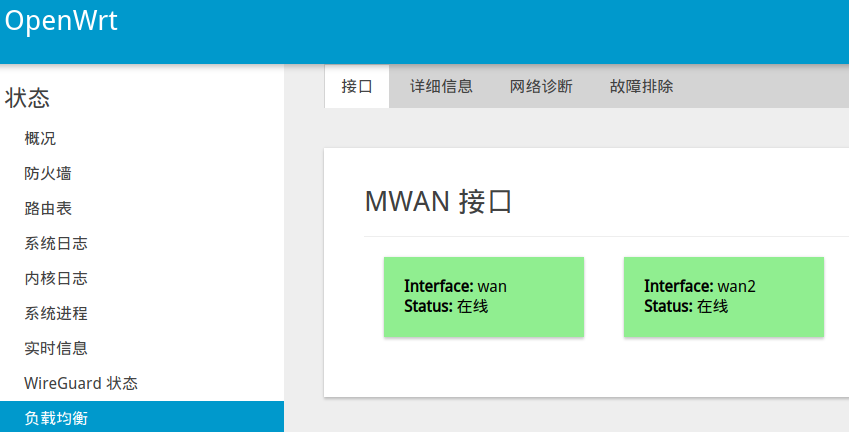 OpenWrt
状态
概况
防火墙
路由表
系统日志
内核日志
系统进程
实时信息
WireGuard 状态
负载均衡
接口 详细信息 网络诊断 故障排除
MWAN 接口
Interface: wan
Status: 在线
Interface: wan2
Status: 在线